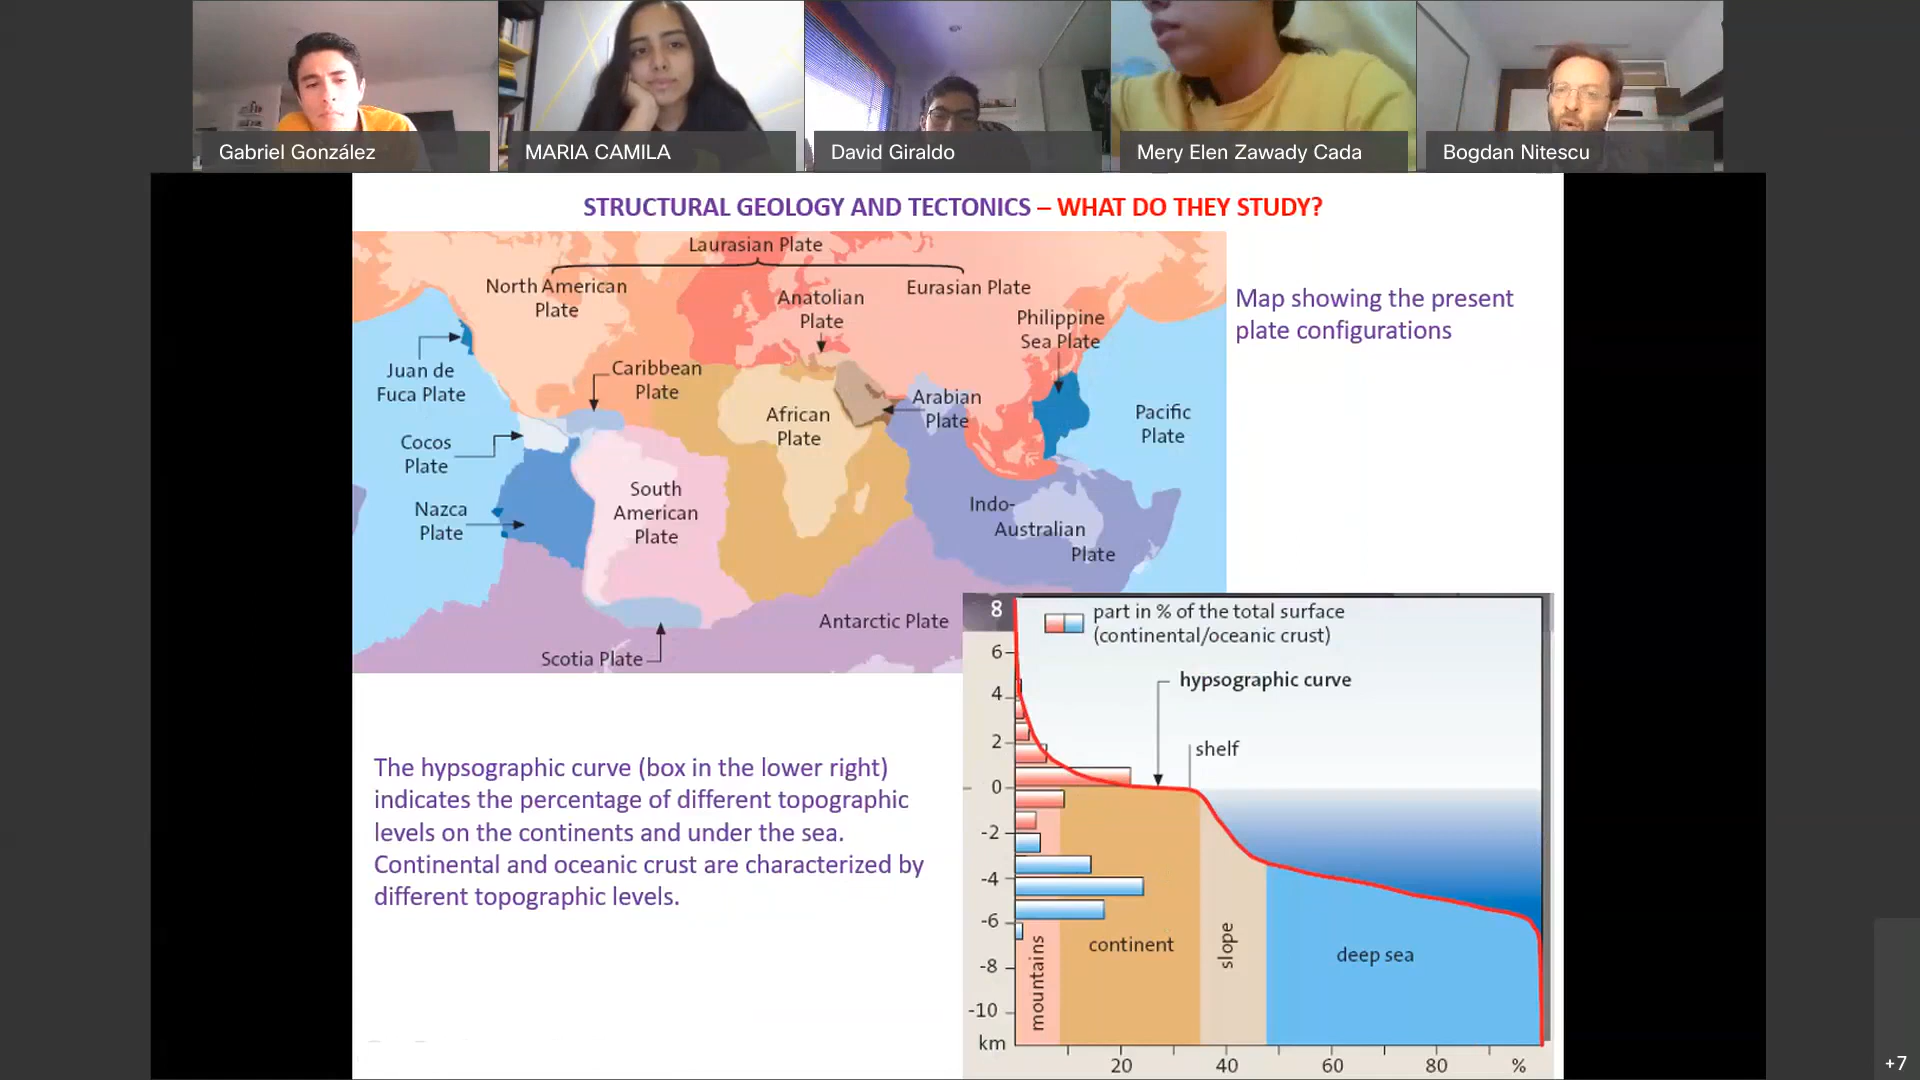 Gabriel González
MARIA CAMILA
David Giraldo
Mery Elen Zawady Cada
Bogdan Nitescu
STRUCTURAL GEOLOGY AND TECTONICS – WHAT DO THEY STUDY?
Laurasian Plate
North American
Plate
Anatolian
Plate
Eurasian Plate
Philippine
Sea Plate
Juan de
Fuca Plate
Caribbean
Plate
African
Plate
Arabian
Plate
Pacific
Plate
Cocos
Plate
Nazca
Plate
South
American
Plate
Indo-
Australian
Plate
Antarctic Plate
Scotia Plate
Map showing the present
plate configurations
The hypsographic curve (box in the lower right)
indicates the percentage of different topographic
levels on the continents and under the sea.
Continental and oceanic crust are characterized by
different topographic levels.
part in % of the total surface
(continental/oceanic crust)
hypsographic curve
shelf
8
6
4
2
0
-2
-4
-6
-8
-10
km
mountains
continent
slope
deep sea
20
40
60
80
%
+7